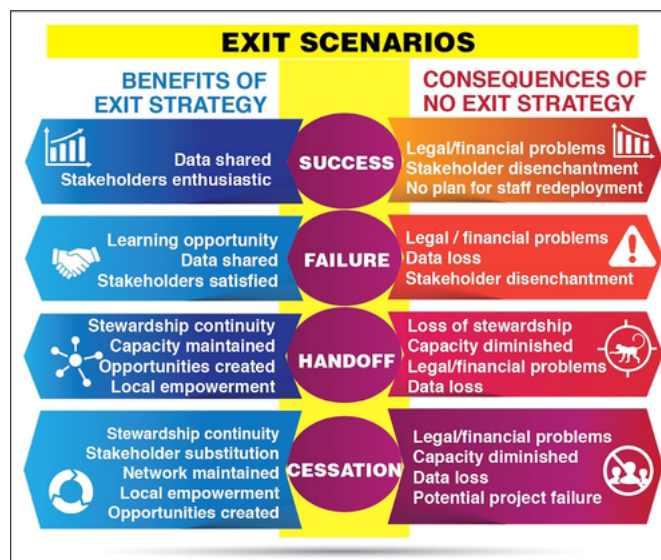 EXIT SCENARIOS
BENEFITS OF
EXIT STRATEGY
CONSEQUENCES OF
NO EXIT STRATEGY
Data shared
Stakeholders enthusiastic
SUCCESS
Legal/financial problems
Stakeholder disenchantment
No plan for staff redeployment
Learning opportunity
Data shared
Stakeholders satisfied
FAILURE
Legal / financial problems
Data loss
Stakeholder disenchantment
Stewardship continuity
Capacity maintained
Opportunities created
Local empowerment
HANDOFF
Loss of stewardship
Capacity diminished
Legal/financial problems
Data loss
Stewardship continuity
Stakeholder substitution
Network maintained
Local empowerment
Opportunities created
CESSATION
Legal/financial problems
Capacity diminished
Data loss
Potential project failure